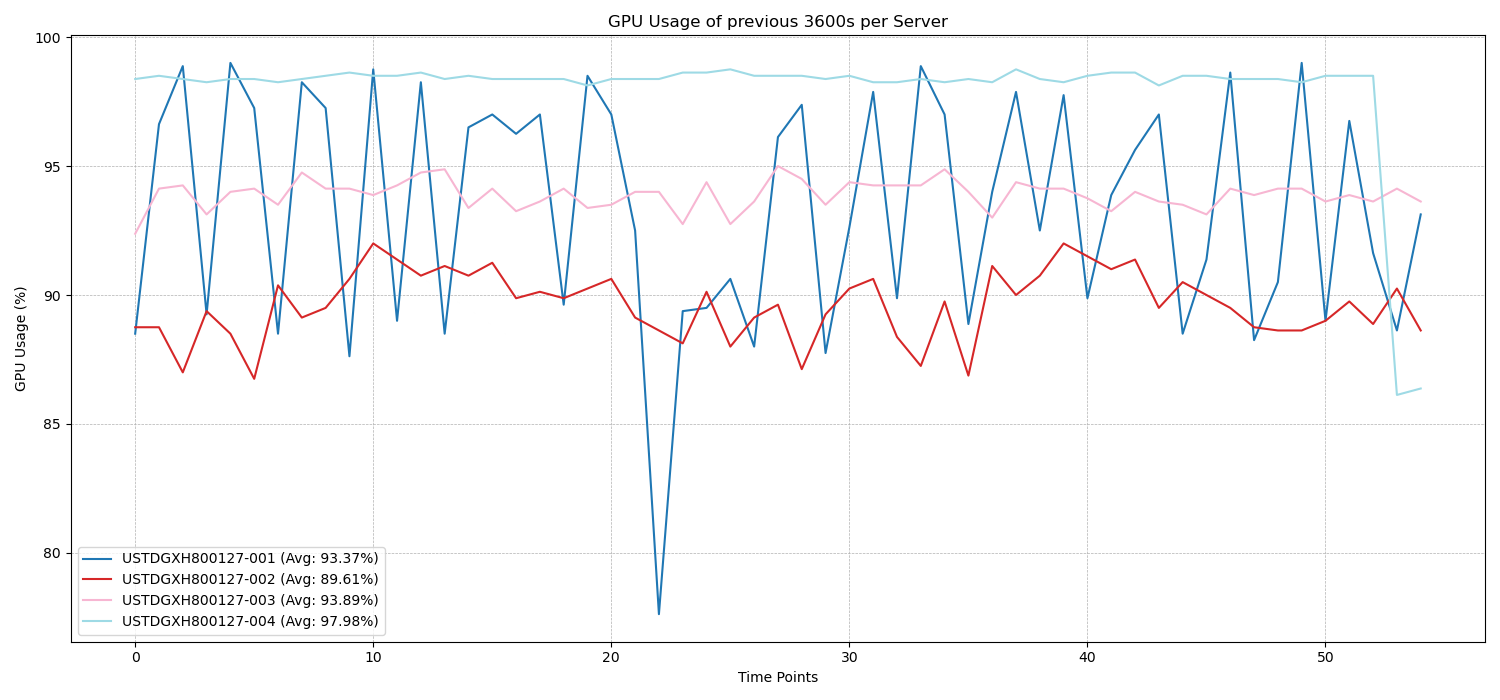 GPU Usage of previous 3600s per Server
GPU Usage (%)
100
95
90
85
80
USTDGXH800127-001 (Avg: 93.37%)
USTDGXH800127-002 (Avg: 89.61%)
USTDGXH800127-003 (Avg: 93.89%)
USTDGXH800127-004 (Avg: 97.98%)
0 10 20 30 40 50
Time Points